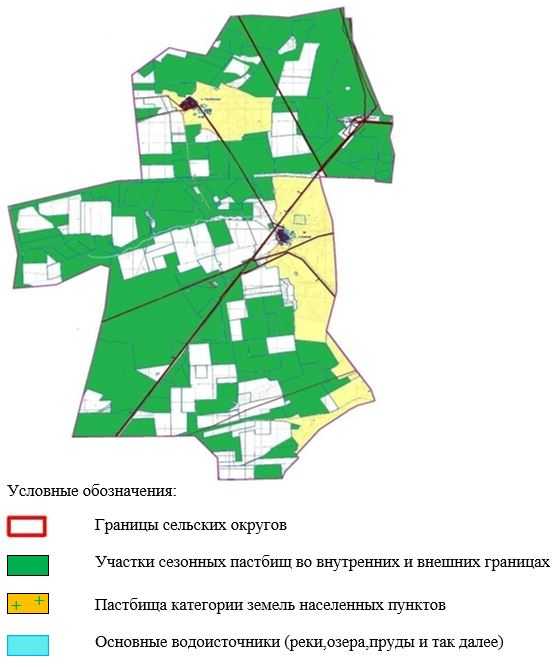 Условные обозначения:
Границы сельских округов
Участки сезонных пастбищ во внутренних и внешних границах
Пастбища категории земель населенных пунктов
Основные водоисточники (реки,озера,пруды и так далее)